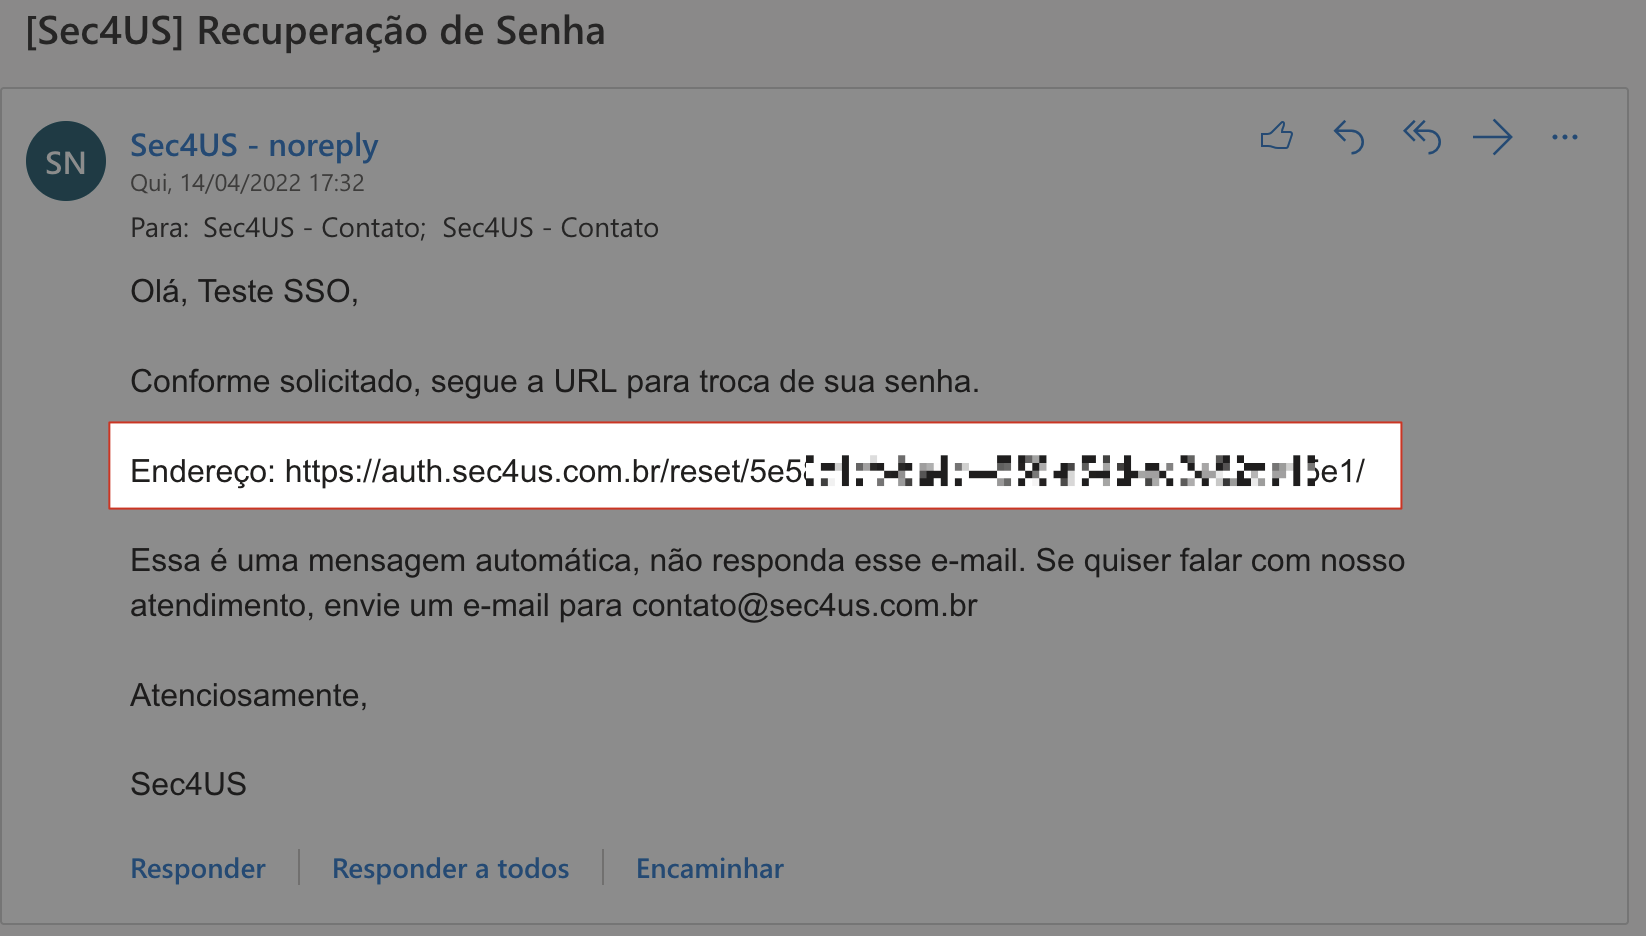 [Sec4US] Recuperação de Senha
SN
Sec4US - noreply
Qui, 14/04/2022 17:32
Para: Sec4US - Contato; Sec4US - Contato
Olá, Teste SSO,
Conforme solicitado, segue a URL para troca de sua senha.
Endereço: https://auth.sec4us.com.br/reset/5e5
Essa é uma mensagem automática, não responda esse e-mail. Se quiser falar com nosso
atendimento, envie um e-mail para contato@sec4us.com.br
Atenciosamente,
Sec4US
Responder
Responder a todos
Encaminhar